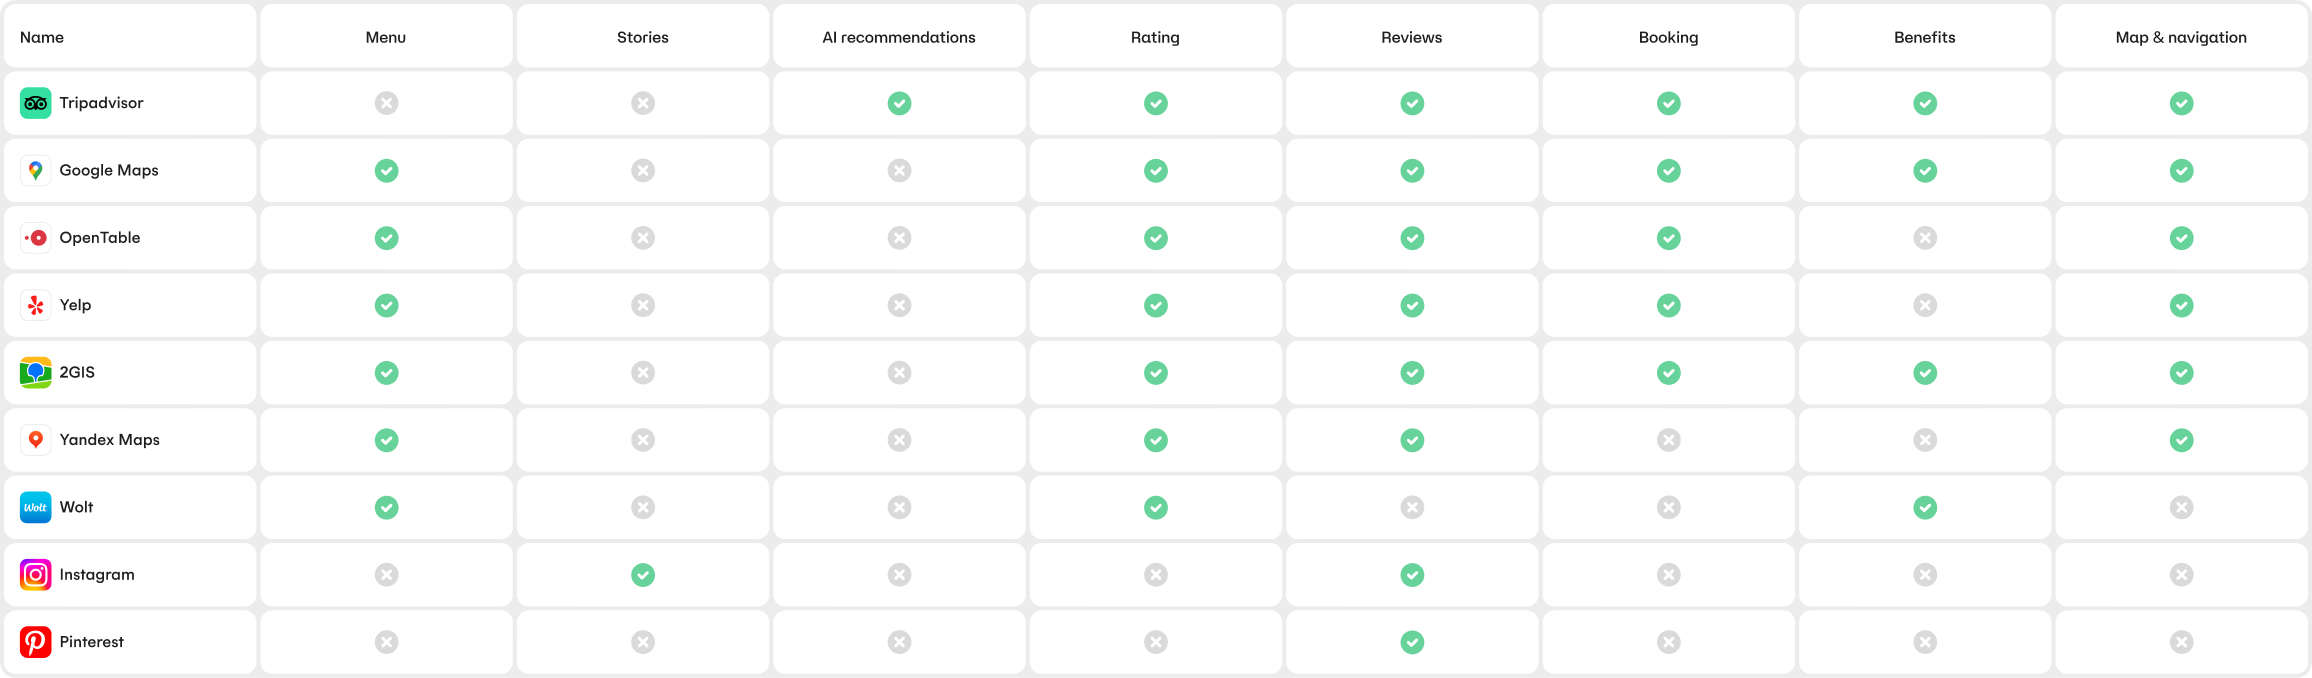 Name Menu Stories AI recommendations Rating Reviews Booking Benefits Map & navigation
Tripadvisor
Google Maps
OpenTable
Yelp
2GIS
Yandex Maps
Wolt Wolt
Instagram
Pinterest